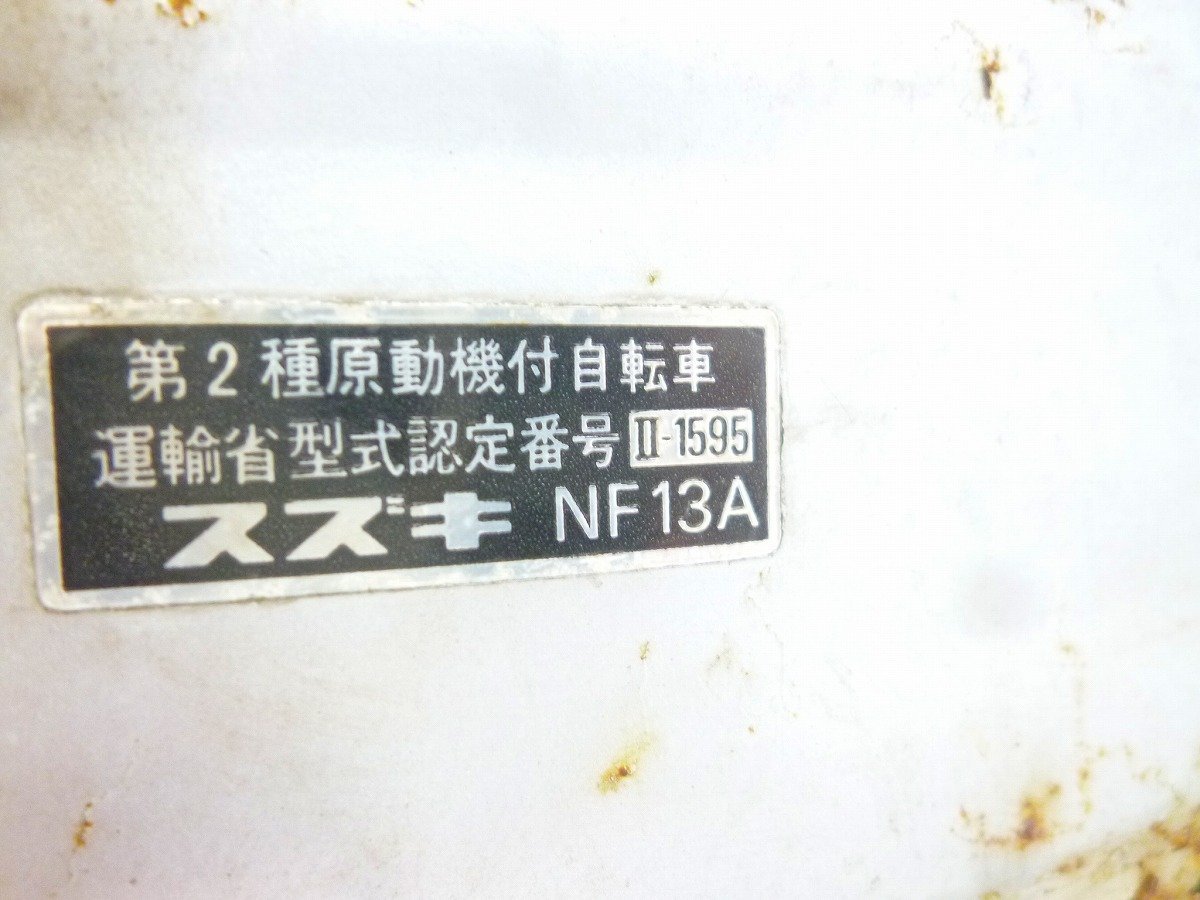 第2種原動機付自転車
運輸省型式認定番号 II-1595
スズキ NF13A